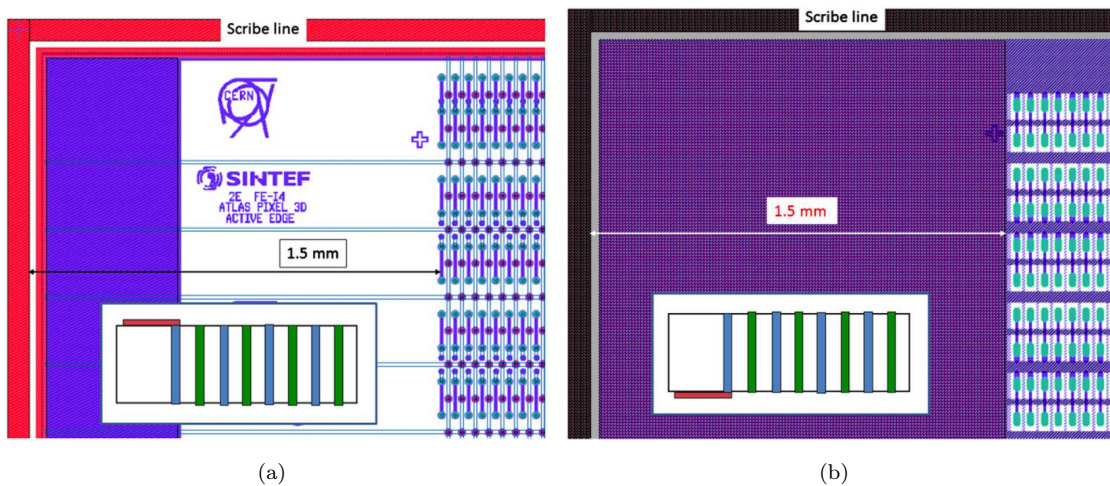 Scribe line
CERN
SINTEF
2E FE-I4
ATLAS PIXEL 3D
ACTIVE EDGE
1.5 mm
(a)
Scribe line
1.5 mm
(b)